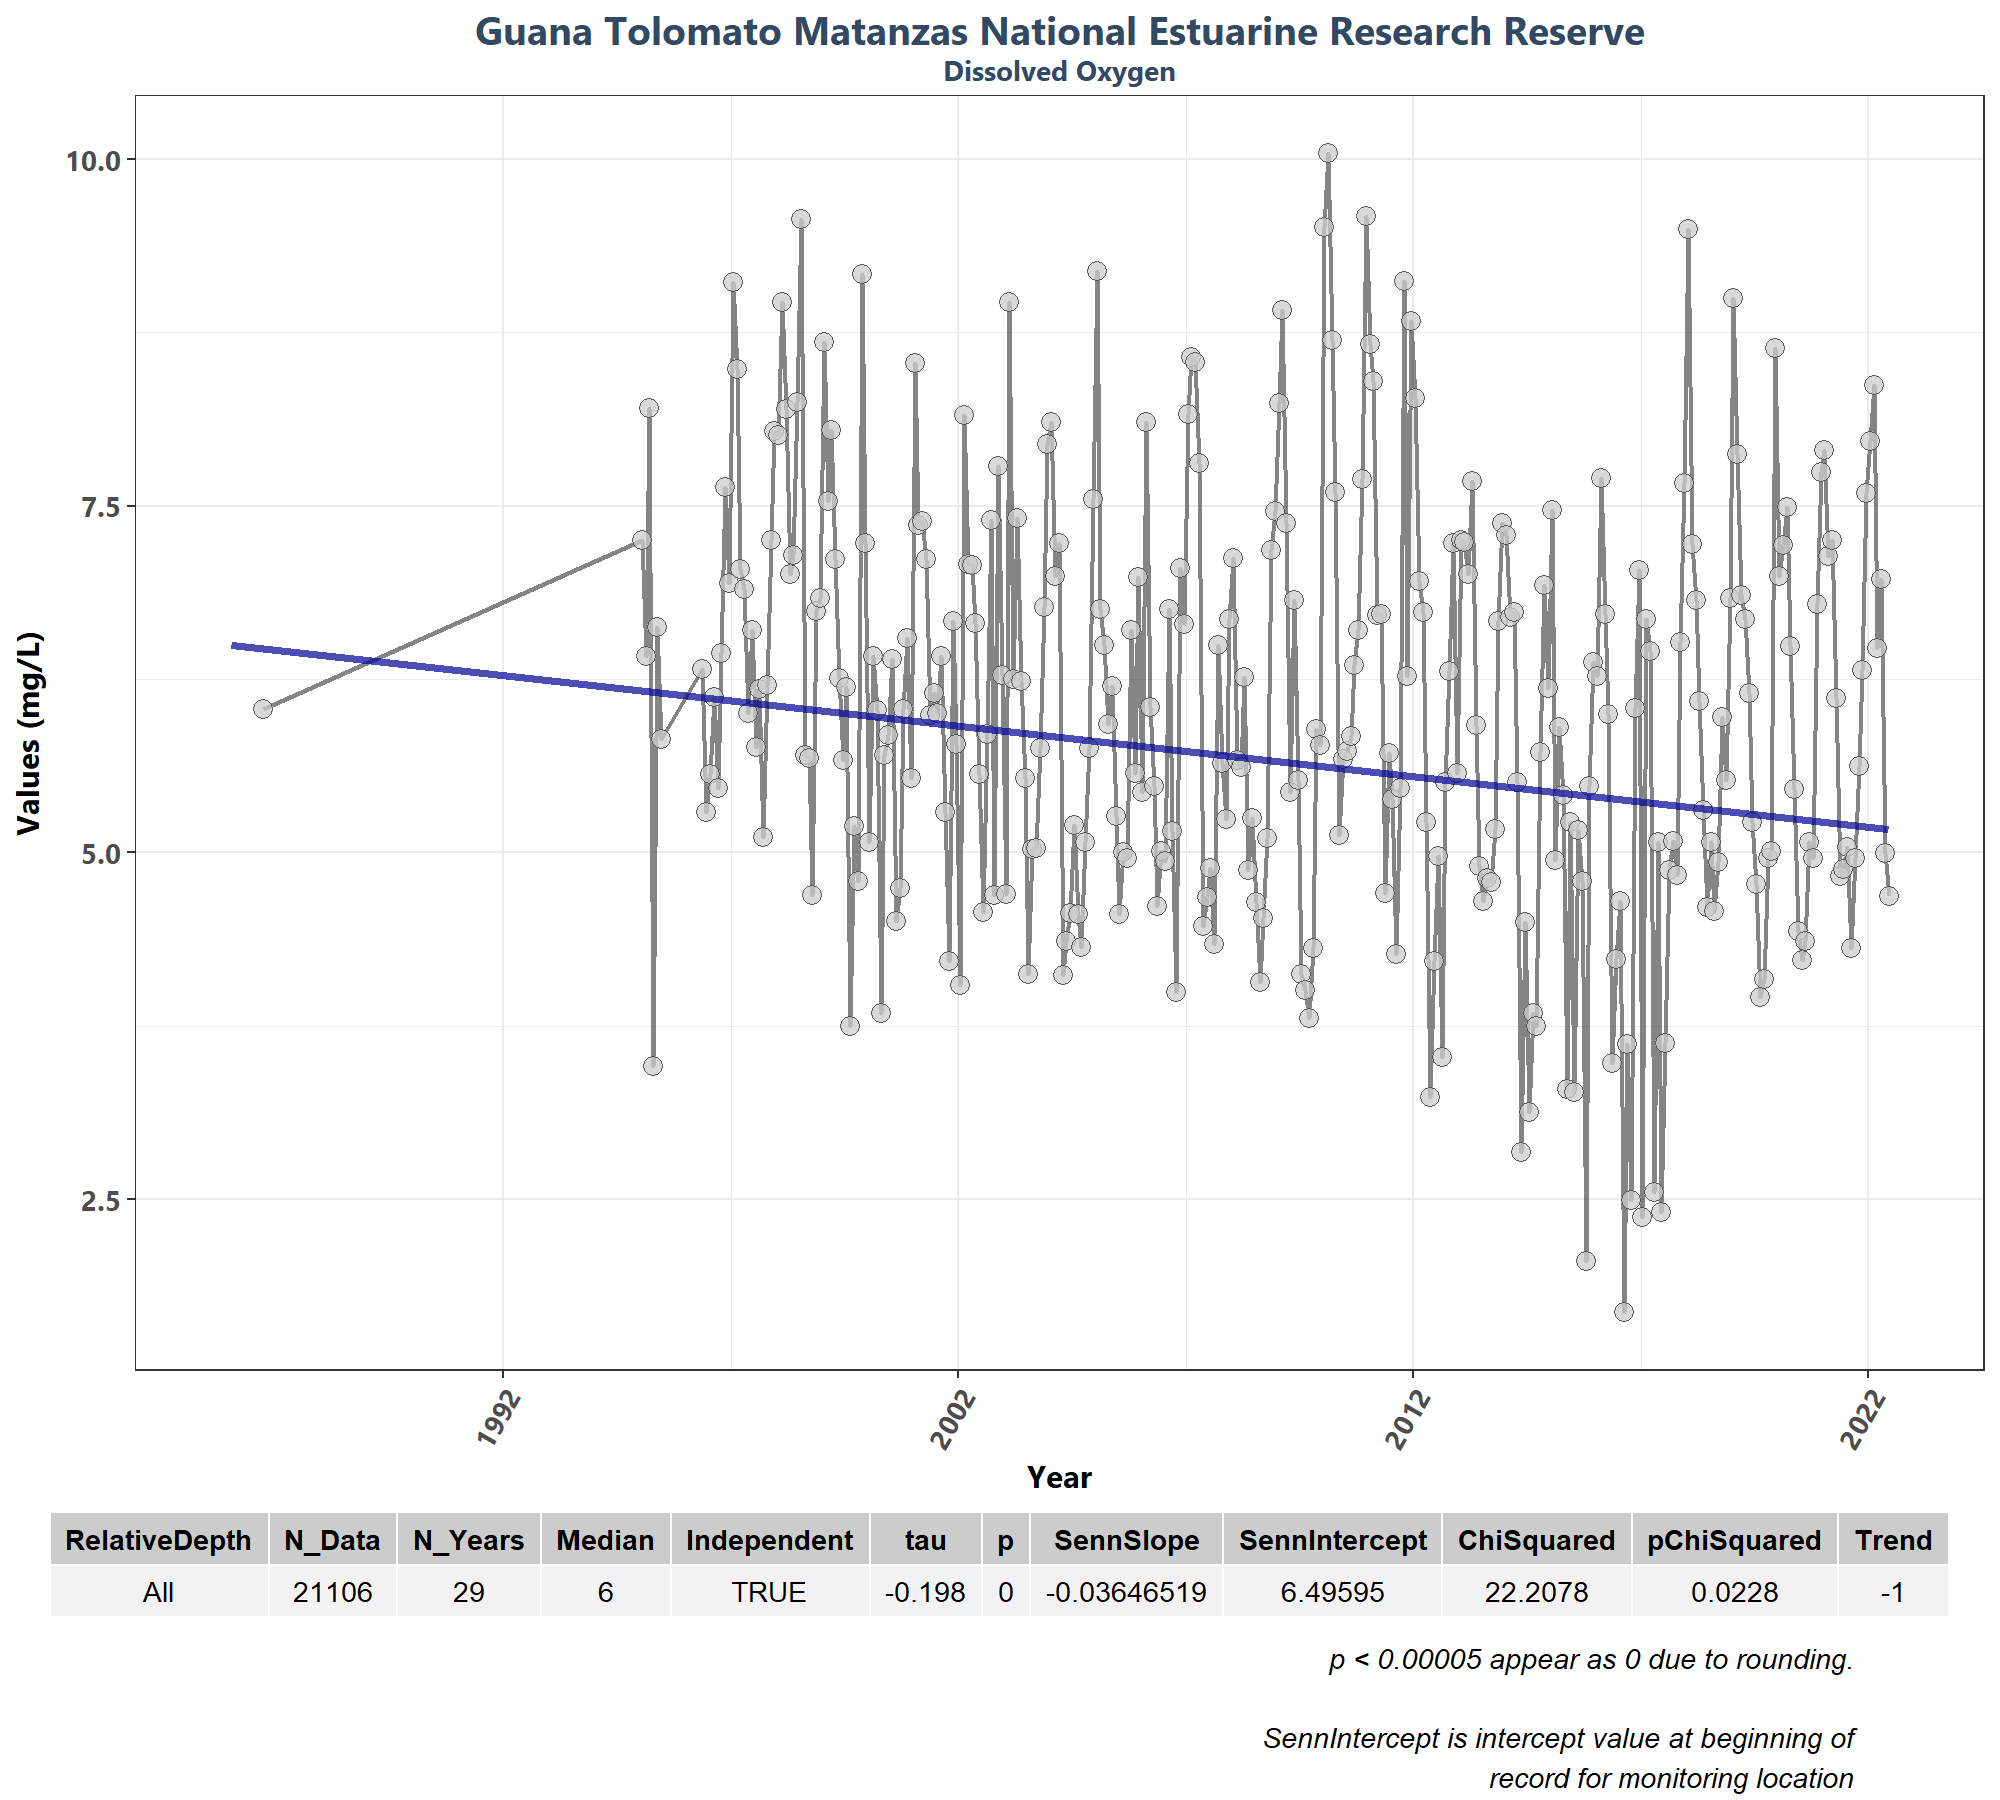 Guana Tolomato Matanzas National Estuarine Research Reserve
Dissolved Oxygen
10.0
7.5
5.0
2.5
Values (mg/L)
1992 2002 2012 2022
Year
RelativeDepth N_Data N_Years Median Independent tau p SennSlope SennIntercept ChiSquared pChiSquared Trend
All 21106 29 6 TRUE -0.198 0 -0.03646519 6.49595 22.2078 0.0228 -1
p < 0.00005 appear as 0 due to rounding.
SennIntercept is intercept value at beginning of
record for monitoring location